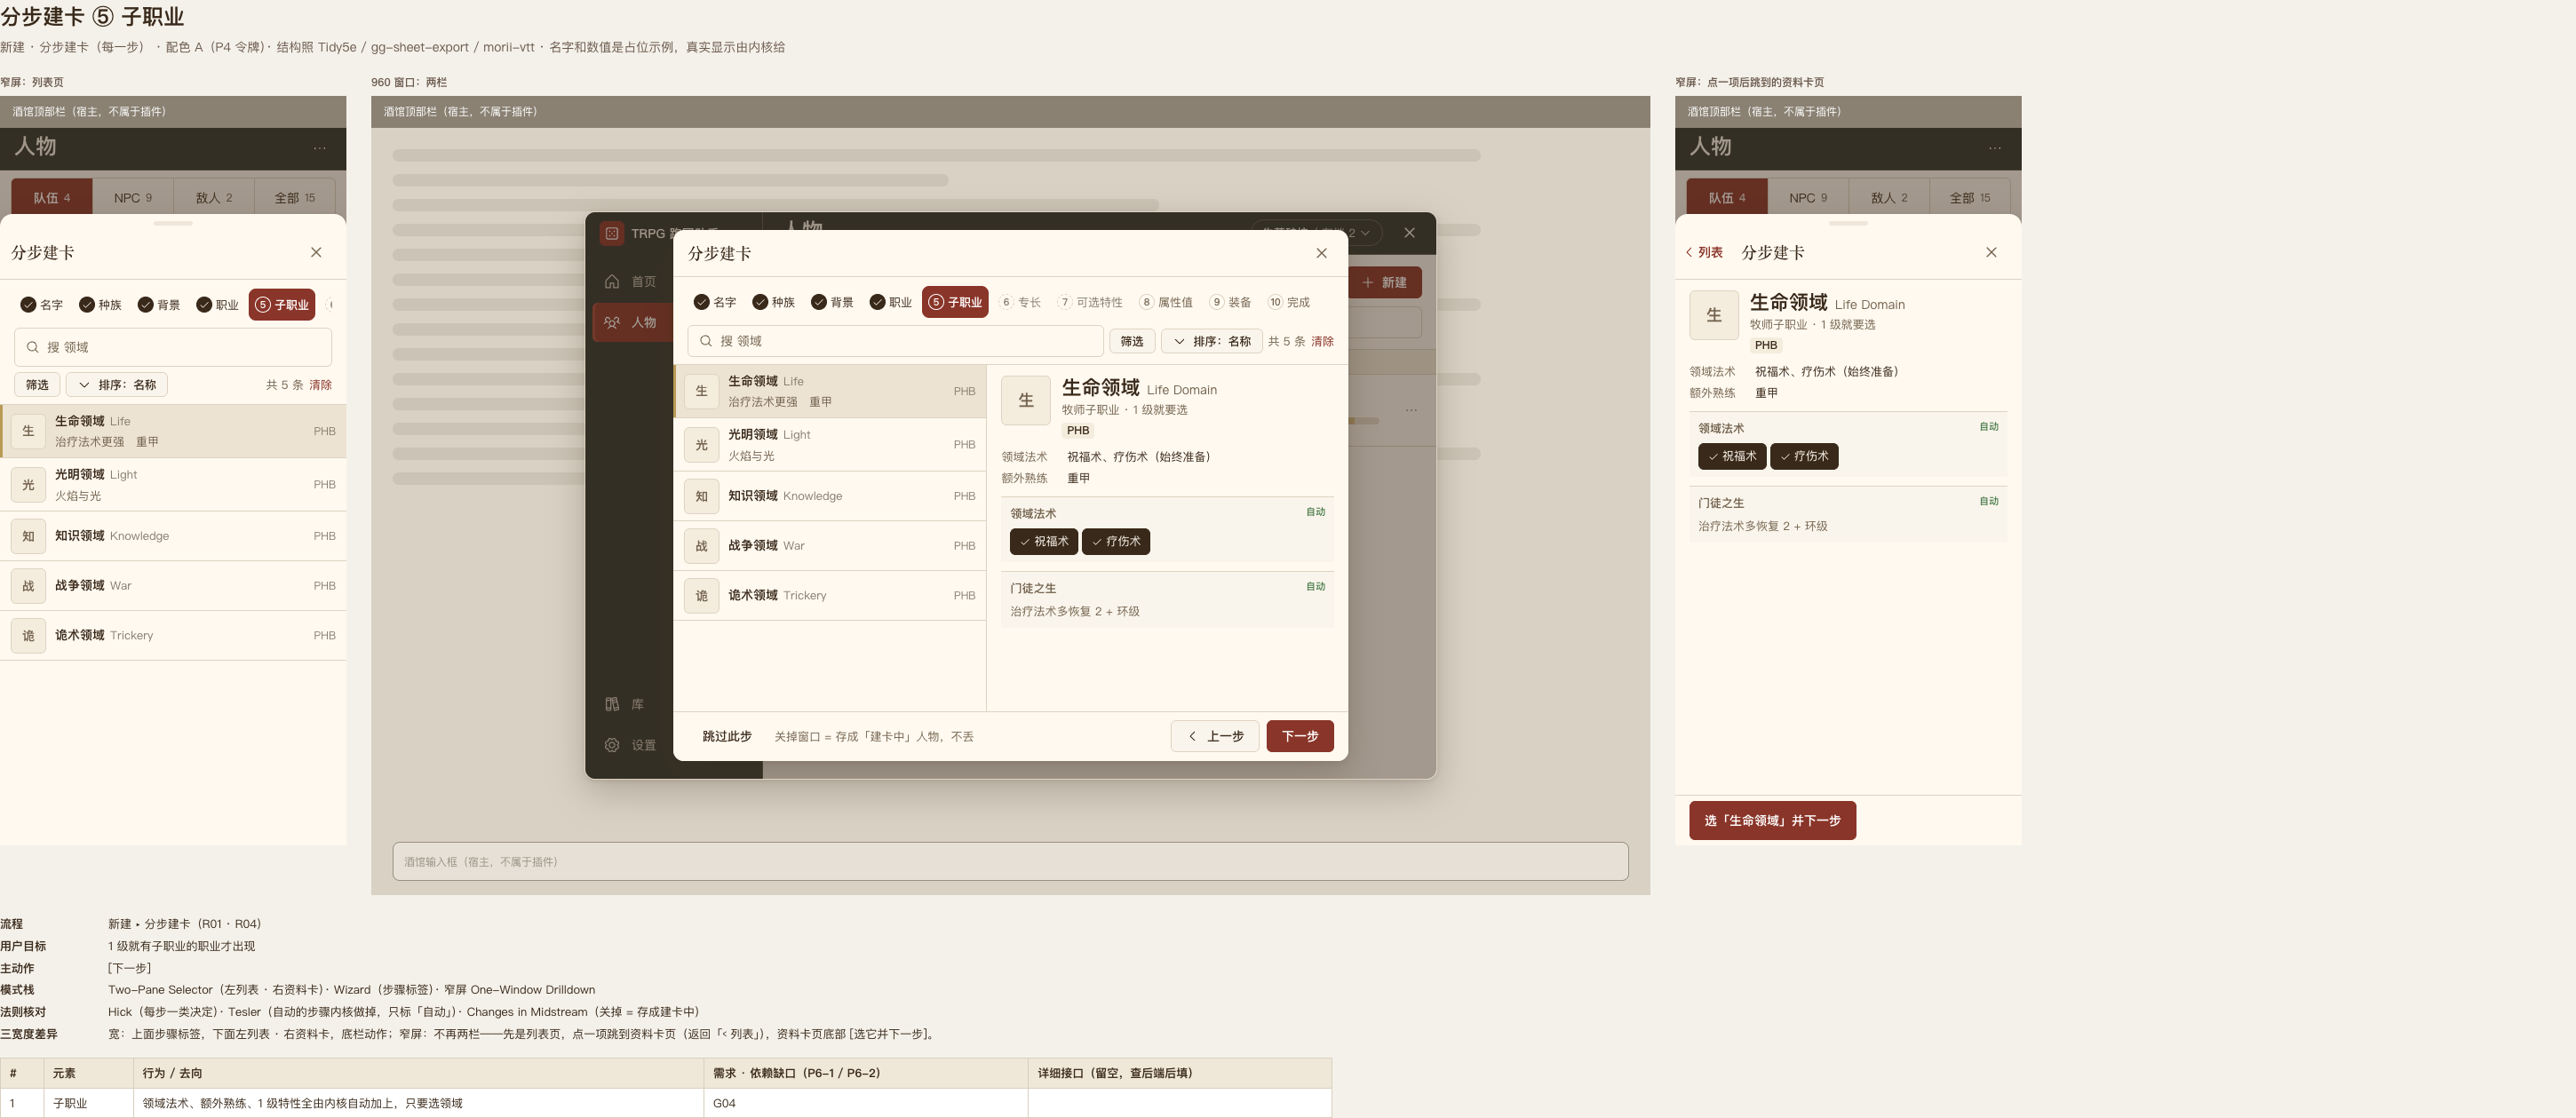 分步建卡 ⑤ 子职业
新建 · 分步建卡（每一步） · 配色 A（P4 令牌）· 结构照 Tidy5e / gg-sheet-export / morii-vtt · 名字和数值是占位示例，真实显示由内核给
窄屏：列表页
酒馆顶部栏（宿主，不属于插件）
人物
···
队伍 4
NPC 9
敌人 2
全部 15
分步建卡
名字
种族
背景
职业
5 子职业
搜 领域
筛选
排序：名称
共 5 条 清除
生 生命领域 Life PHB
治疗法术更强 重甲
光 光明领域 Light PHB
火焰与光
知 知识领域 Knowledge PHB
战 战争领域 War PHB
诡 诡术领域 Trickery PHB
960 窗口：两栏
酒馆顶部栏（宿主，不属于插件）
TRPG
首页
人物
库
设置
2
新建
···
分步建卡
名字
种族
背景
职业
5 子职业
6 专长
7 可选特性
8 属性值
9 装备
10 完成
搜 领域
筛选
排序：名称
共 5 条 清除
生 生命领域 Life PHB
治疗法术更强 重甲
光 光明领域 Light PHB
火焰与光
知 知识领域 Knowledge PHB
战 战争领域 War PHB
诡 诡术领域 Trickery PHB
生 生命领域 Life Domain
牧师子职业 · 1 级就要选
PHB
领域法术 祝福术、疗伤术（始终准备）
额外熟练 重甲
领域法术 自动
祝福术 疗伤术
门徒之生 自动
治疗法术多恢复 2 + 环级
跳过此步
关掉窗口 = 存成「建卡中」人物，不丢
上一步
下一步
酒馆输入框（宿主，不属于插件）
窄屏：点一项后跳到的资料卡页
酒馆顶部栏（宿主，不属于插件）
人物
···
队伍 4
NPC 9
敌人 2
全部 15
列表 分步建卡
生 生命领域 Life Domain
牧师子职业 · 1 级就要选
PHB
领域法术 祝福术、疗伤术（始终准备）
额外熟练 重甲
领域法术 自动
祝福术 疗伤术
门徒之生 自动
治疗法术多恢复 2 + 环级
选「生命领域」并下一步
流程 新建 ▸ 分步建卡（R01 · R04）
用户目标 1 级就有子职业的职业才出现
主动作 [下一步]
模式栈 Two-Pane Selector（左列表 · 右资料卡）· Wizard（步骤标签）· 窄屏 One-Window Drilldown
法则核对 Hick（每步一类决定）· Tesler（自动的步骤内核做掉，只标「自动」）· Changes in Midstream（关掉 = 存成建卡中）
三宽度差异 宽：上面步骤标签，下面左列表 · 右资料卡，底栏动作；窄屏：不再两栏——先是列表页，点一项跳到资料卡页（返回「‹ 列表」），资料卡页底部 [选它并下一步]。
# 元素 行为 / 去向 需求 · 依赖缺口（P6-1 / P6-2） 详细接口（留空，查后端后填）
1 子职业 领域法术、额外熟练、1 级特性全由内核自动加上，只要选领域 G04